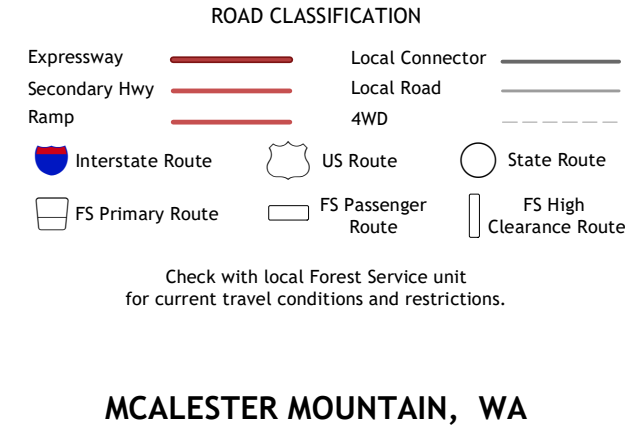 ROAD CLASSIFICATION
Expressway
Local Connector
Secondary Hwy
Local Road
Ramp
4WD
Interstate Route
US Route
State Route
FS Primary Route
FS Passenger
Route
FS High
Clearance Route
Check with local Forest Service unit
for current travel conditions and restrictions.
MCALESTER MOUNTAIN, WA